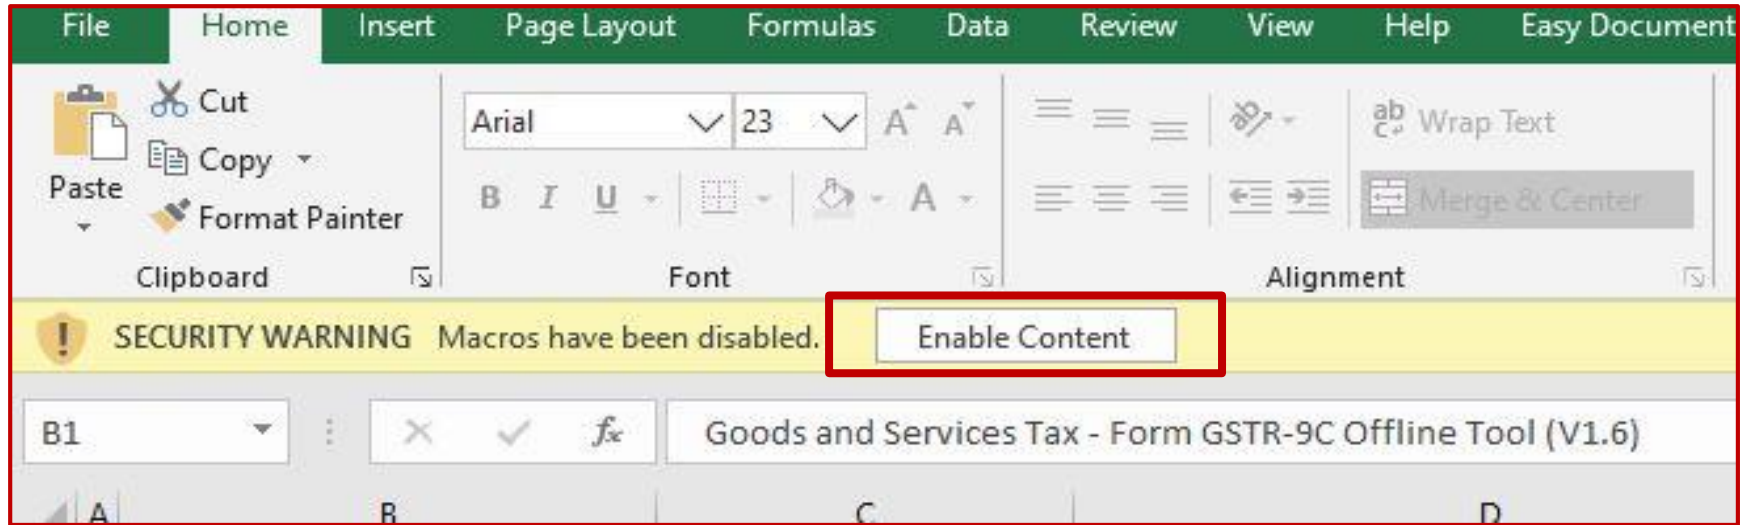 File Home Insert Page Layout Formulas Data Review View Help Easy Document
Cut
Arial 23 A A
ab c Wrap Text
Copy
Paste
B I U A
Merge & Center
Format Painter
Clipboard Font Alignment
SECURITY WARNING Macros have been disabled. Enable Content
B1 fx Goods and Services Tax - Form GSTR-9C Offline Tool (V1.6)
A B C D